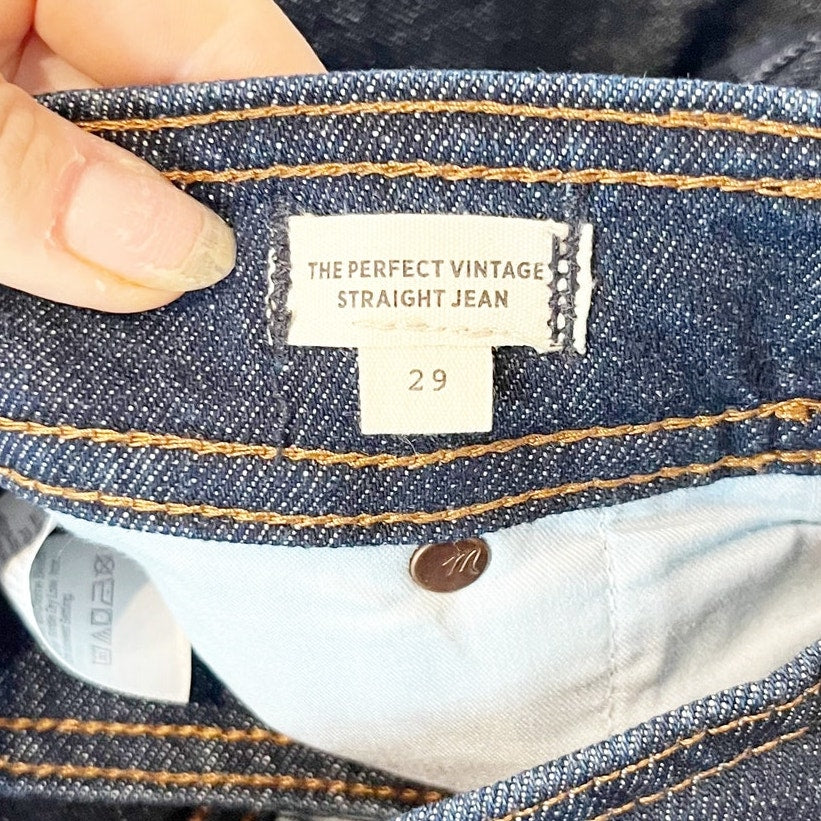 THE PERFECT VINTAGE
STRAIGHT JEAN
29